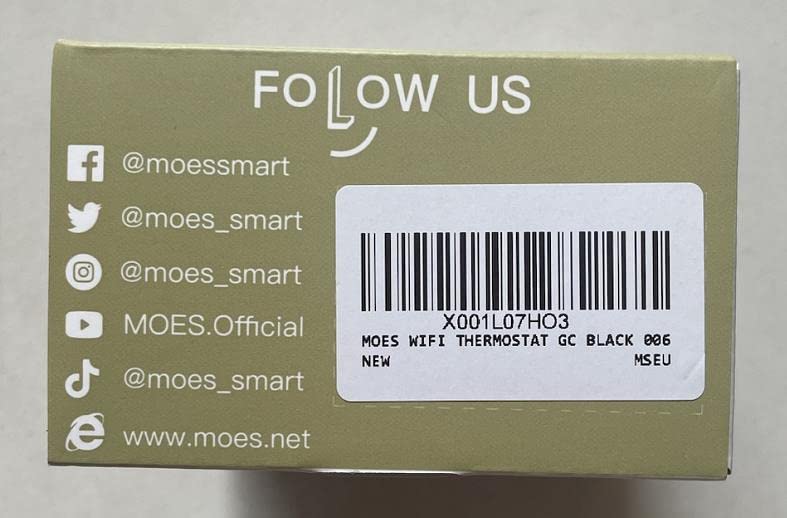 FOLLOW US
@moessmart
@moes_smart
@moes_smart
MOES.Official
@moes_smart
www.moes.net
X001L07HO3
MOES WIFI THERMOSTAT GC BLACK 006
NEW MSEU